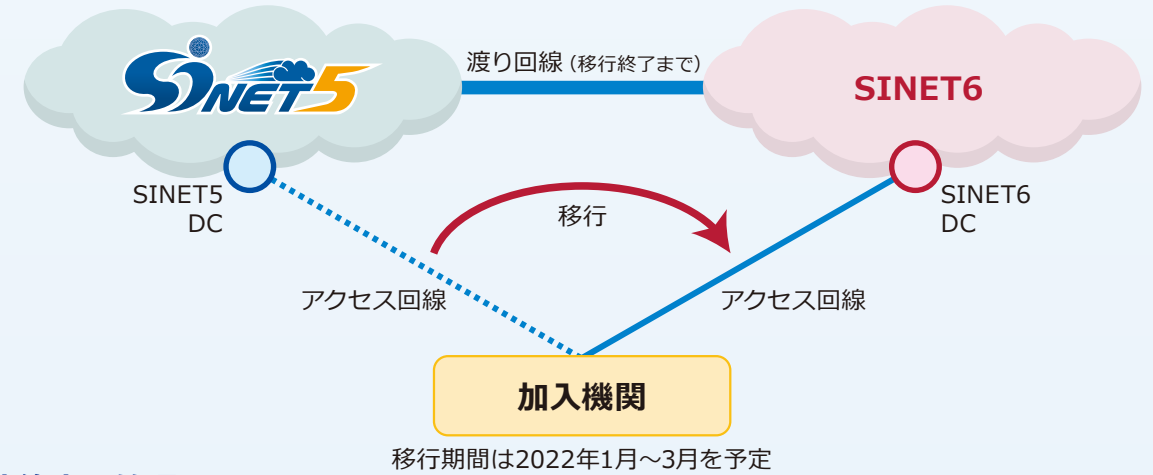 SINET5
渡り回線（移行終了まで）
SINET6
SINET5
DC
移行
SINET6
DC
アクセス回線
アクセス回線
加入機関
移行期間は2022年1月～3月を予定